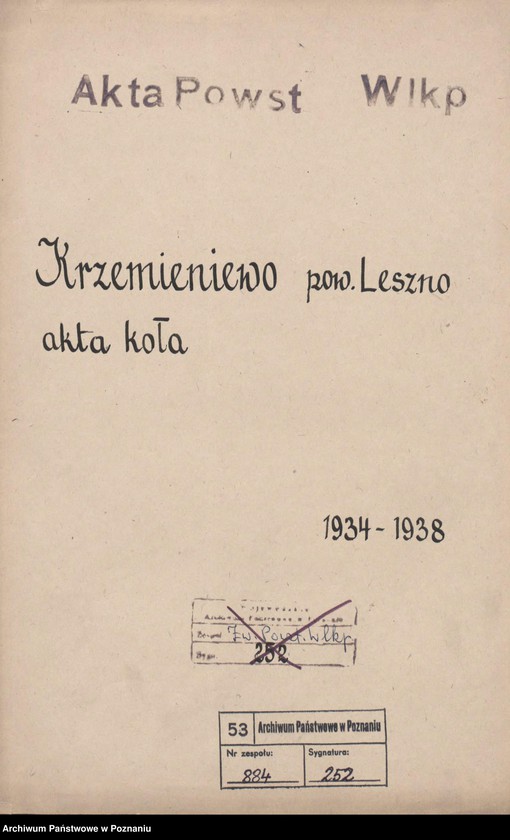 Akta Powst Wlkp
Krzemieniewo pow. Leszno
akta koła
1934-1938
Zw. Powst. Wlkp.
252
53 Archiwum Państwowe w Poznaniu
Nr zespołu: Sygnatura:
884 252
Archiwum Państwowe w Poznaniu